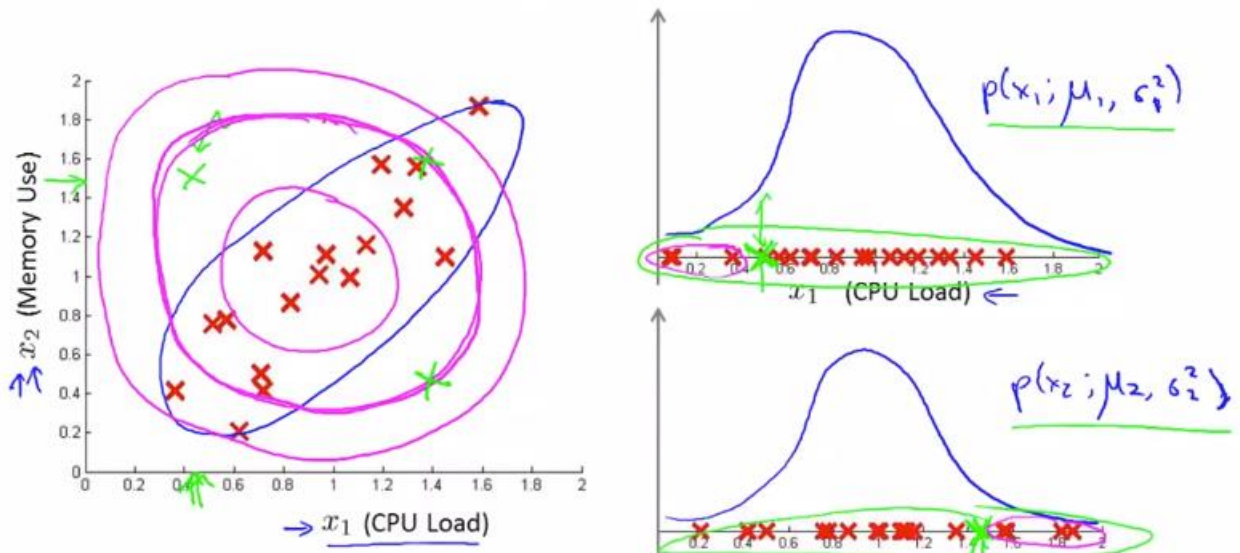 2
1.8
1.6
1.4
1.2
1
0.8
0.6
0.4
0.2
0
x₂ (Memory Use)
0 0.2 0.4 0.6 0.8 1 1.2 1.4 1.6 1.8 2
x₁ (CPU Load)
p(x₁; μ₁, σ₁²)
0.2 0.4 0.6 0.8 1 1.2 1.4 1.6 1.8 2
x₁ (CPU Load)
p(x₂; μ₂, σ₂²)
0.2 0.4 0.6 0.8 1 1.2 1.4 1.6 1.8 2